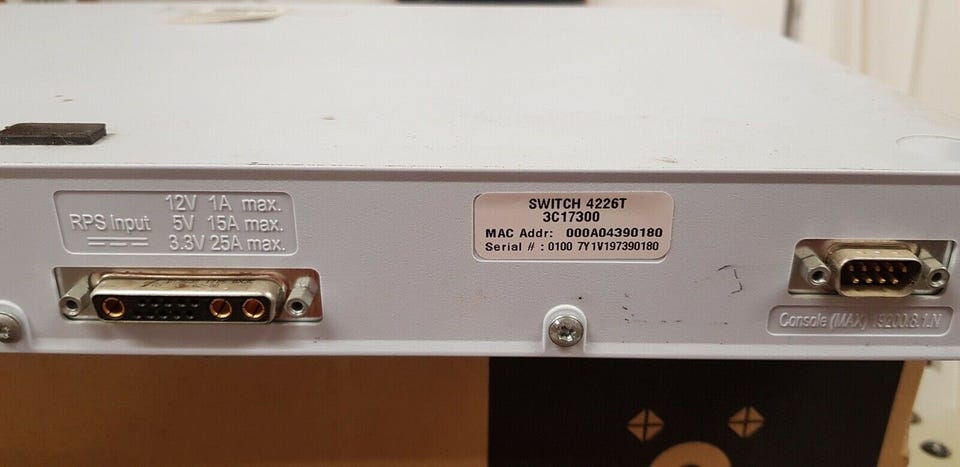 RPS Input
12V 1A max.
5V 15A max.
3.3V 25A max.
SWITCH 4226T
3C17300
MAC Addr: 000A04390180
Serial # : 0100 7Y1V197390180
Console (MAX) 19200.8.1.N